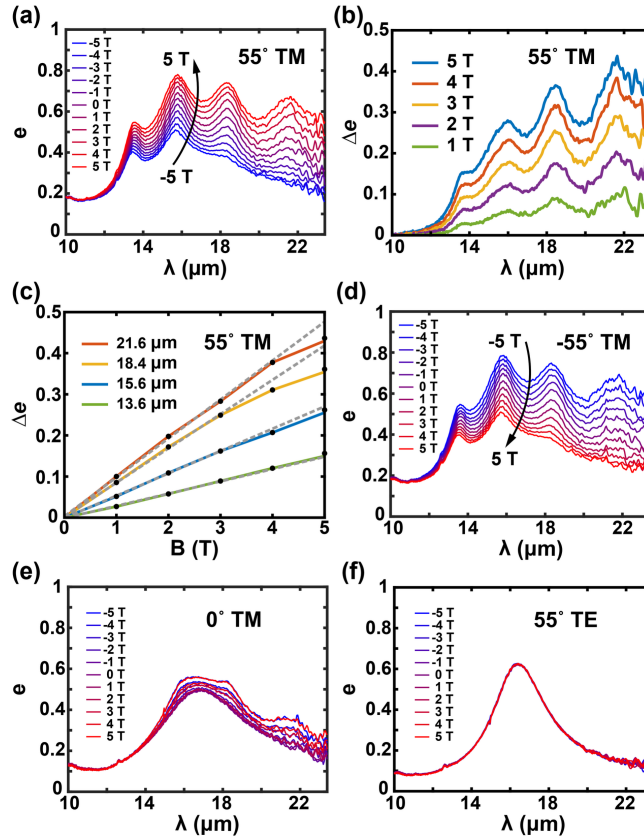 (a)
55° TM
-5 T
-4 T
-3 T
-2 T
-1 T
0 T
1 T
2 T
3 T
4 T
5 T
5 T
-5 T
1
0.8
0.6
0.4
0.2
0
e
10 14 18 22
λ (μm)
(b)
55° TM
5 T
4 T
3 T
2 T
1 T
0.5
0.4
0.3
0.2
0.1
0
Δe
10 14 18 22
λ (μm)
(c)
55° TM
21.6 μm
18.4 μm
15.6 μm
13.6 μm
0.5
0.4
0.3
0.2
0.1
0
Δe
0 1 2 3 4 5
B (T)
(d)
-55° TM
-5 T
-4 T
-3 T
-2 T
-1 T
0 T
1 T
2 T
3 T
4 T
5 T
-5 T
5 T
1
0.8
0.6
0.4
0.2
0
e
10 14 18 22
λ (μm)
(e)
0° TM
-5 T
-4 T
-3 T
-2 T
-1 T
0 T
1 T
2 T
3 T
4 T
5 T
1
0.8
0.6
0.4
0.2
0
e
10 14 18 22
λ (μm)
(f)
55° TE
-5 T
-4 T
-3 T
-2 T
-1 T
0 T
1 T
2 T
3 T
4 T
5 T
1
0.8
0.6
0.4
0.2
0
e
10 14 18 22
λ (μm)